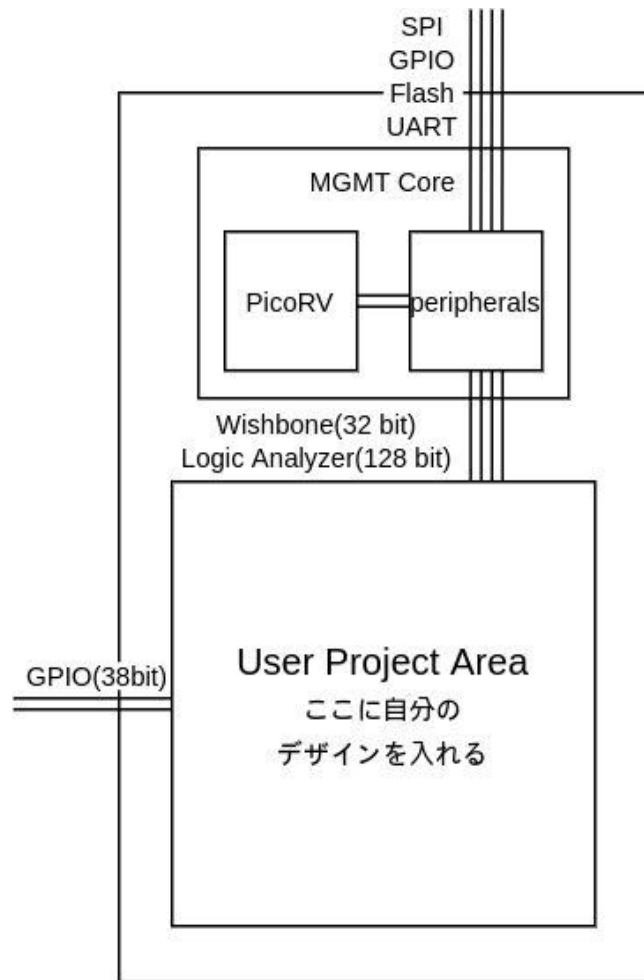 SPI
GPIO
Flash
UART
MGMT Core
PicoRV
peripherals
Wishbone(32 bit)
Logic Analyzer(128 bit)
User Project Area
GPIO(38bit)
ここに自分の
デザインを入れる